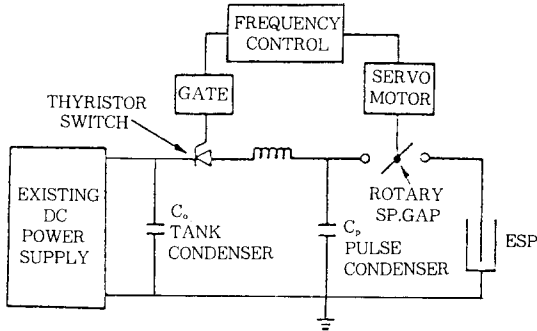 FREQUENCY
CONTROL
GATE
SERVO
MOTOR
THYRISTOR
SWITCH
EXISTING
DC
POWER
SUPPLY
C₀
TANK
CONDENSER
Cₚ
PULSE
CONDENSER
ROTARY
SP.GAP
ESP